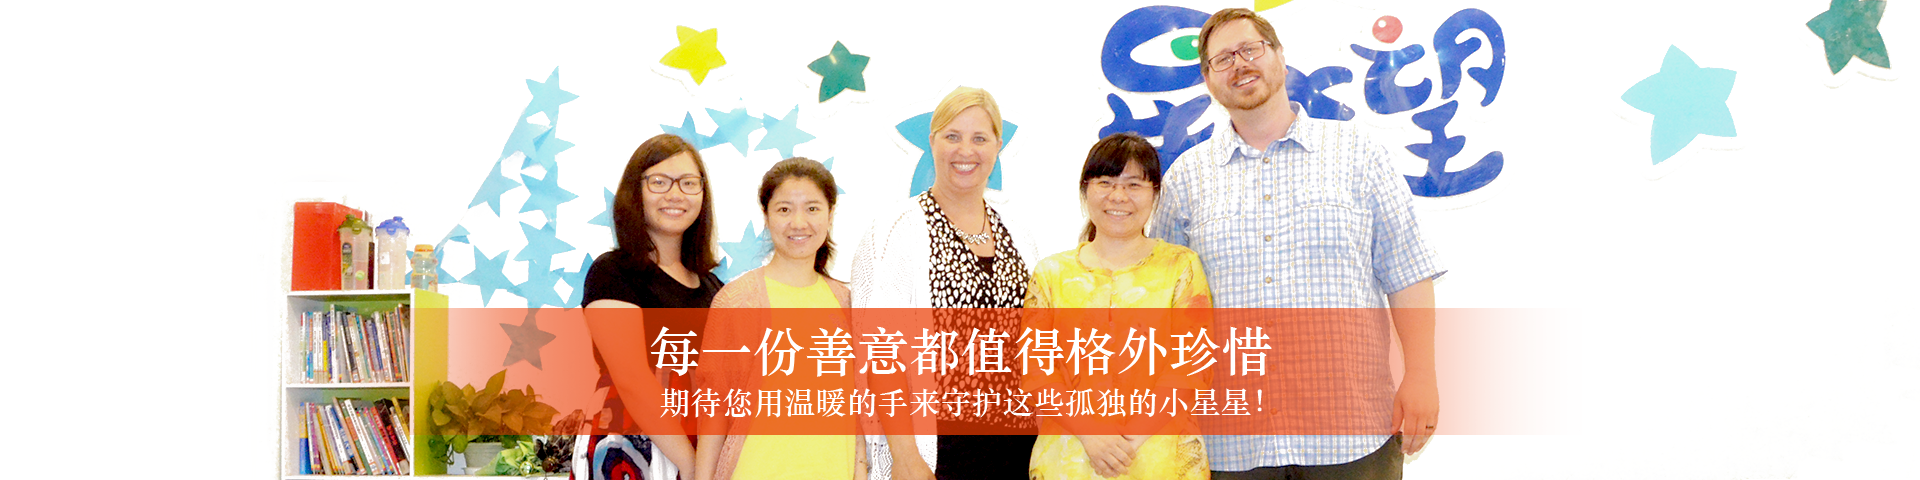 望
每一份善意都值得格外珍惜
期待您用温暖的手来守护这些孤独的小星星！